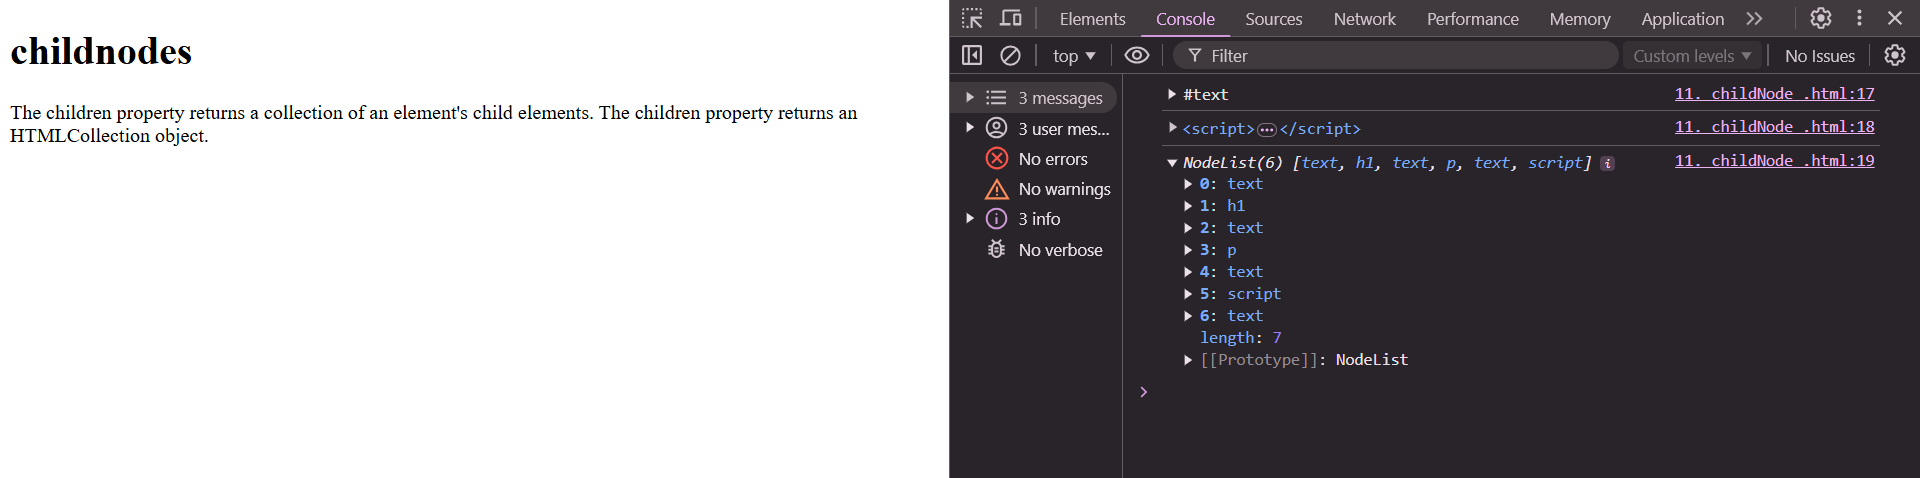 childnodes
The children property returns a collection of an element's child elements. The children property returns an
HTMLCollection object.
Elements Console Sources Network Performance Memory Application
top Filter Custom levels No Issues
3 messages
3 user mes...
No errors
No warnings
3 info
No verbose
#text 11. childNode .html:17
<script>…</script> 11. childNode .html:18
NodeList(6) [text, h1, text, p, text, script] i 11. childNode .html:19
0: text
1: h1
2: text
3: p
4: text
5: script
6: text
length: 7
[[Prototype]]: NodeList